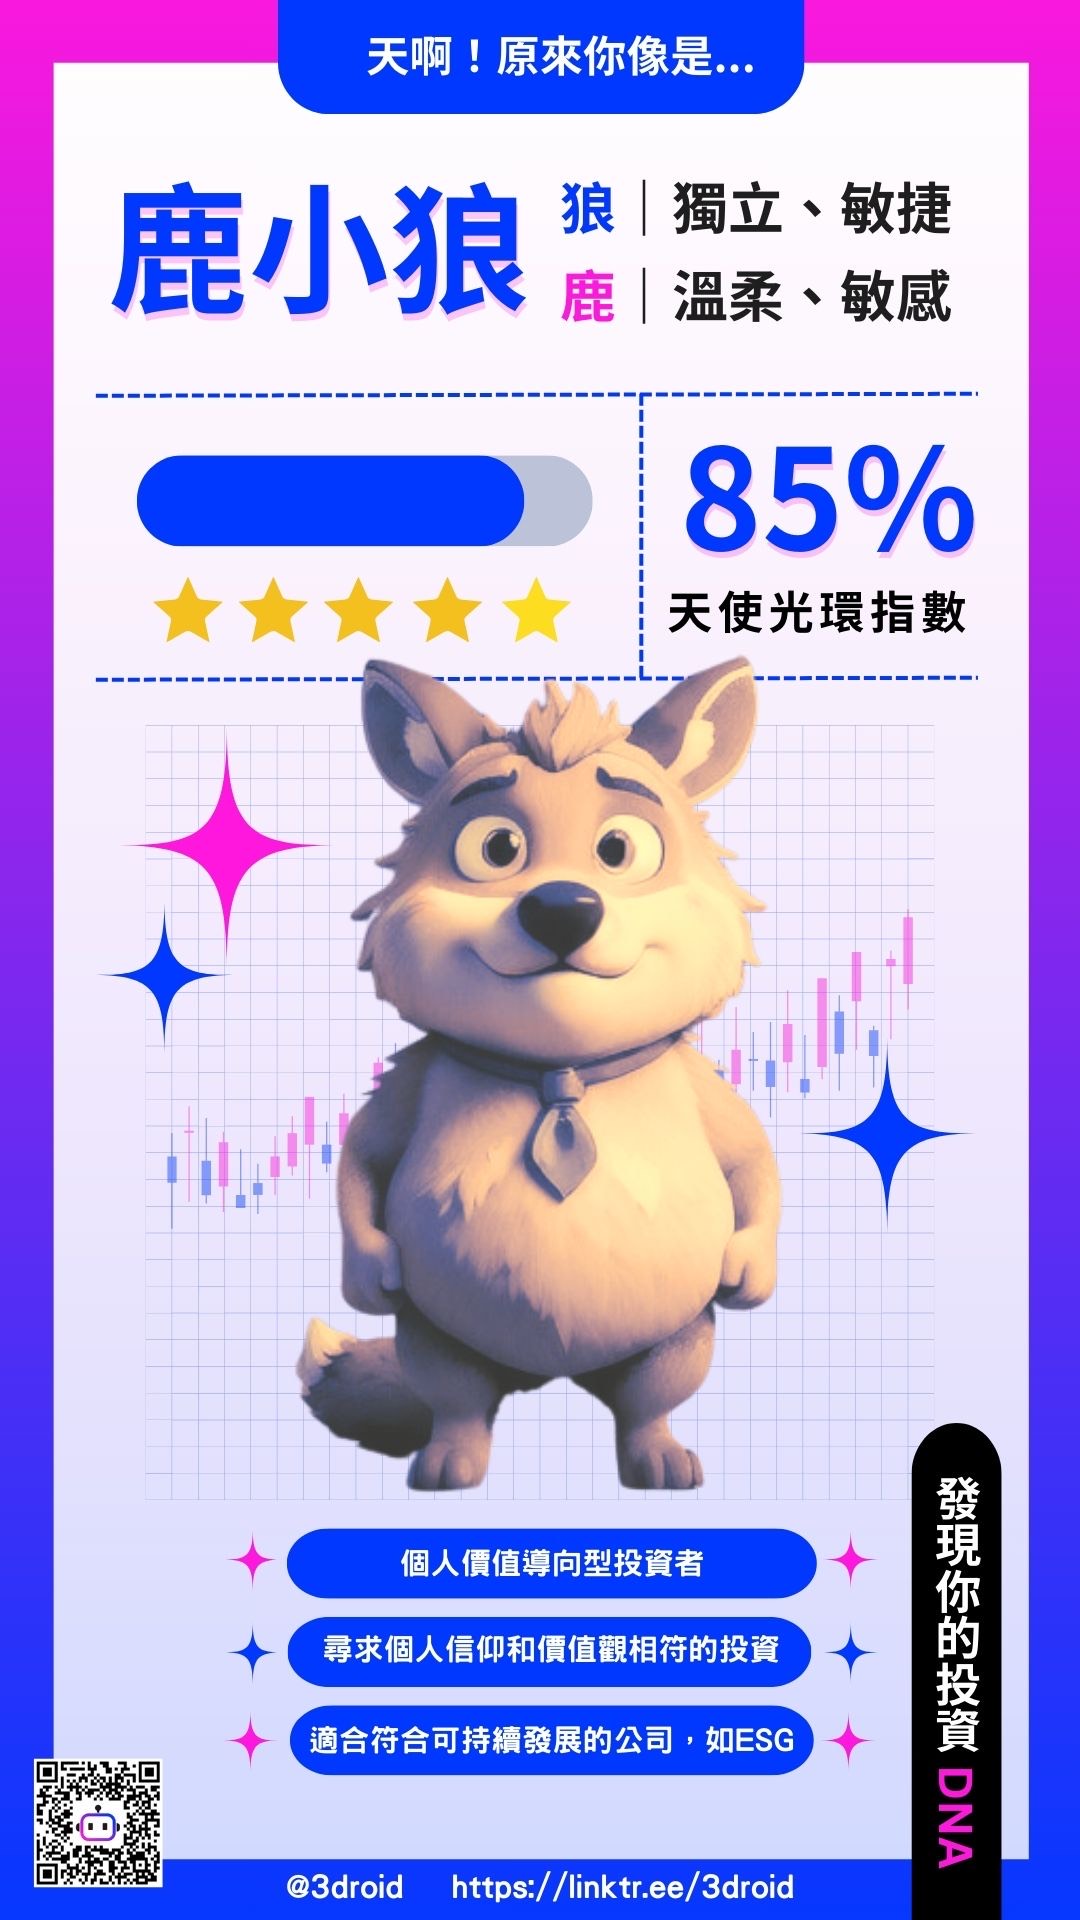 天啊！原來你像是...
鹿小狼
狼｜獨立、敏捷
鹿｜溫柔、敏感
85%
天使光環指數
個人價值導向型投資者
尋求個人信仰和價值觀相符的投資
適合符合可持續發展的公司，如ESG
發現你的投資 DNA
@3droid https://linktr.ee/3droid